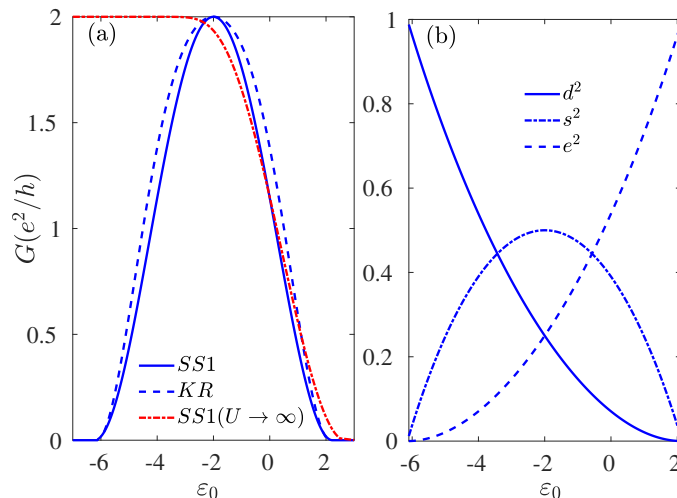 (a)
2
1.5
1
0.5
0
G(e²/h)
SS1
KR
SS1(U → ∞)
-6 -4 -2 0 2
ε₀
(b)
1
0.8
0.6
0.4
0.2
0
d²
s²
e²
-6 -4 -2 0 2
ε₀